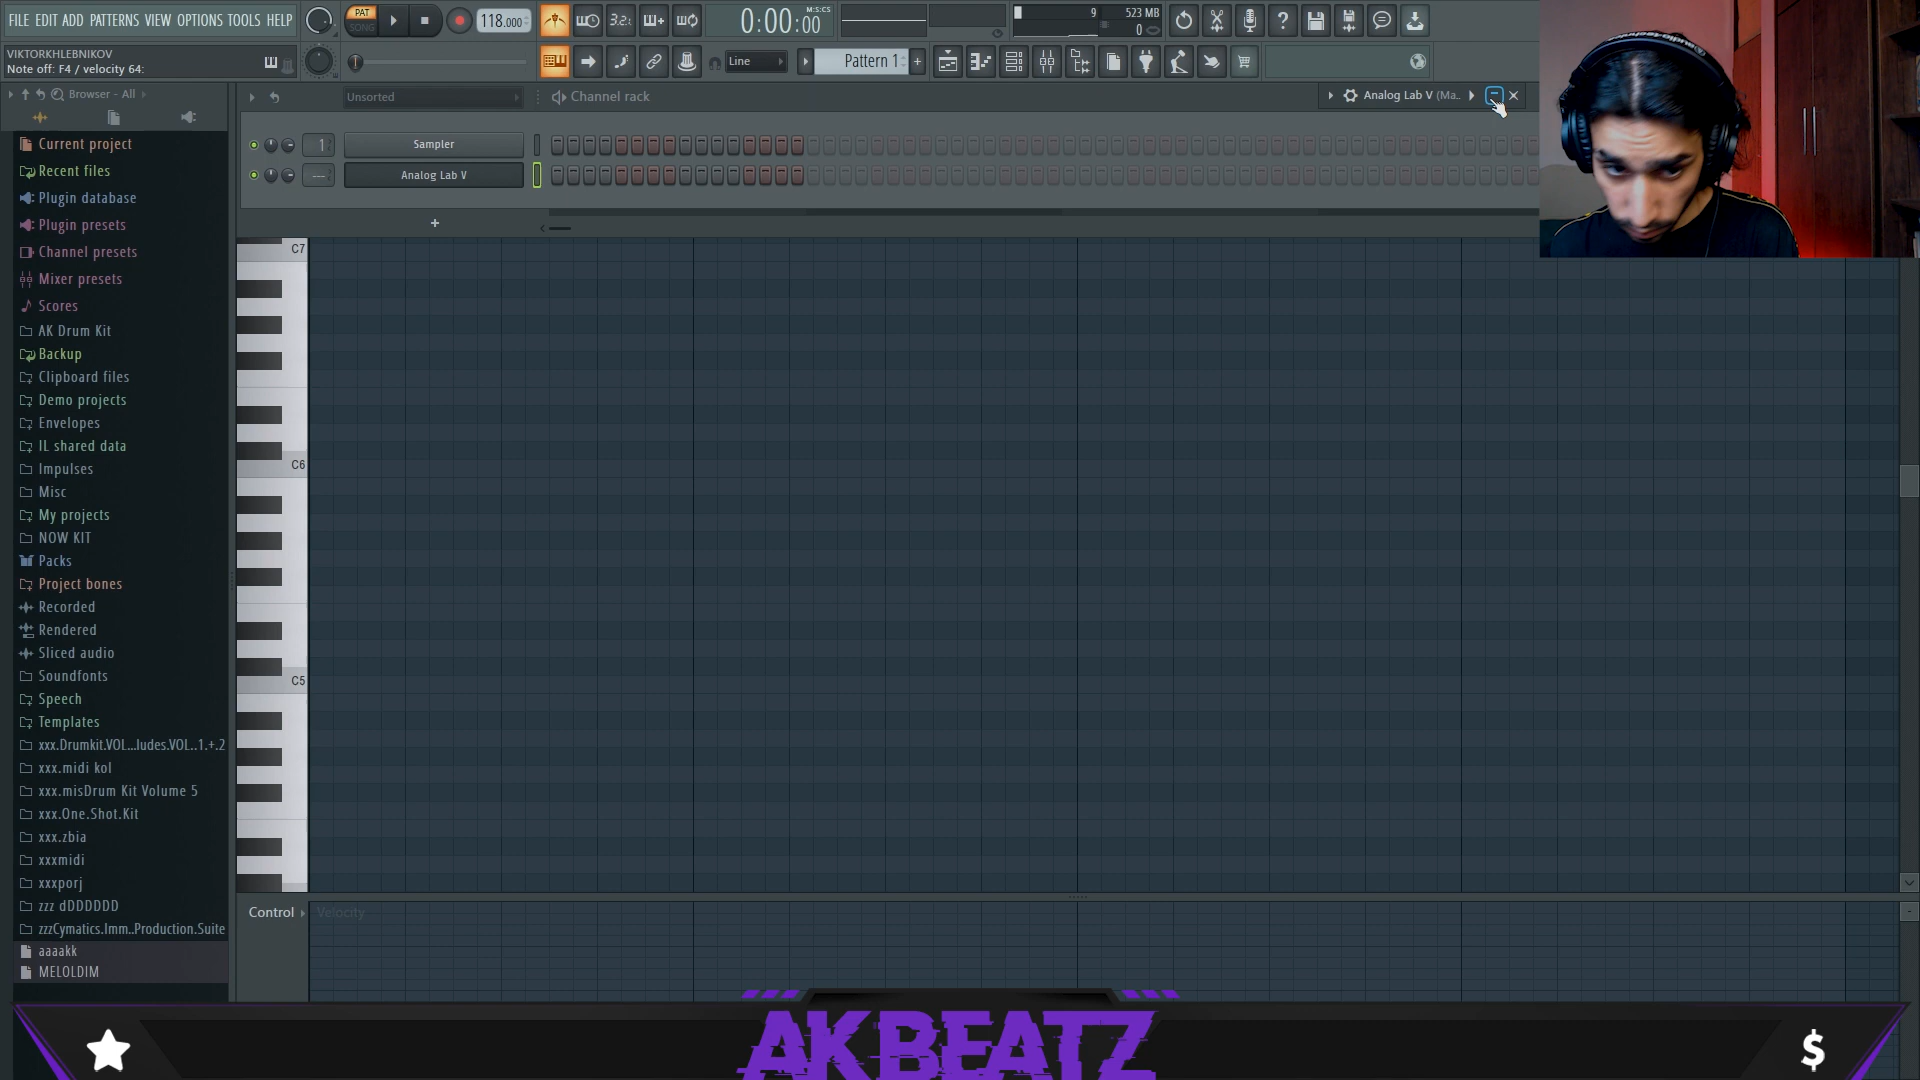 FILE EDIT ADD PATTERNS VIEW OPTIONS TOOLS HELP
VIKTORKHLEBNIKOV
Note off: F4 / velocity 64:
PAT
SONG
118.000
3.2.
0:00:00
M:S:CS
9
523 MB
0
Line
Pattern 1
+
Browser - All
Unsorted
Channel rack
Analog Lab V (Ma..
Current project
Recent files
Plugin database
Plugin presets
Channel presets
Mixer presets
Scores
AK Drum Kit
Backup
Clipboard files
Demo projects
Envelopes
IL shared data
Impulses
Misc
My projects
NOW KIT
Packs
Project bones
Recorded
Rendered
Sliced audio
Soundfonts
Speech
Templates
xxx.Drumkit.VOL...ludes.VOL..1.+.2
xxx.midi kol
xxx.misDrum Kit Volume 5
xxx.One.Shot.Kit
xxx.zbia
xxxmidi
xxxporj
zzz dDDDDDD
zzzCymatics.Imm..Production.Suite
aaaakk
MELOLDIM
1
Sampler
---
Analog Lab V
+
C7
C6
C5
Control
Velocity
AKBEATZ
$